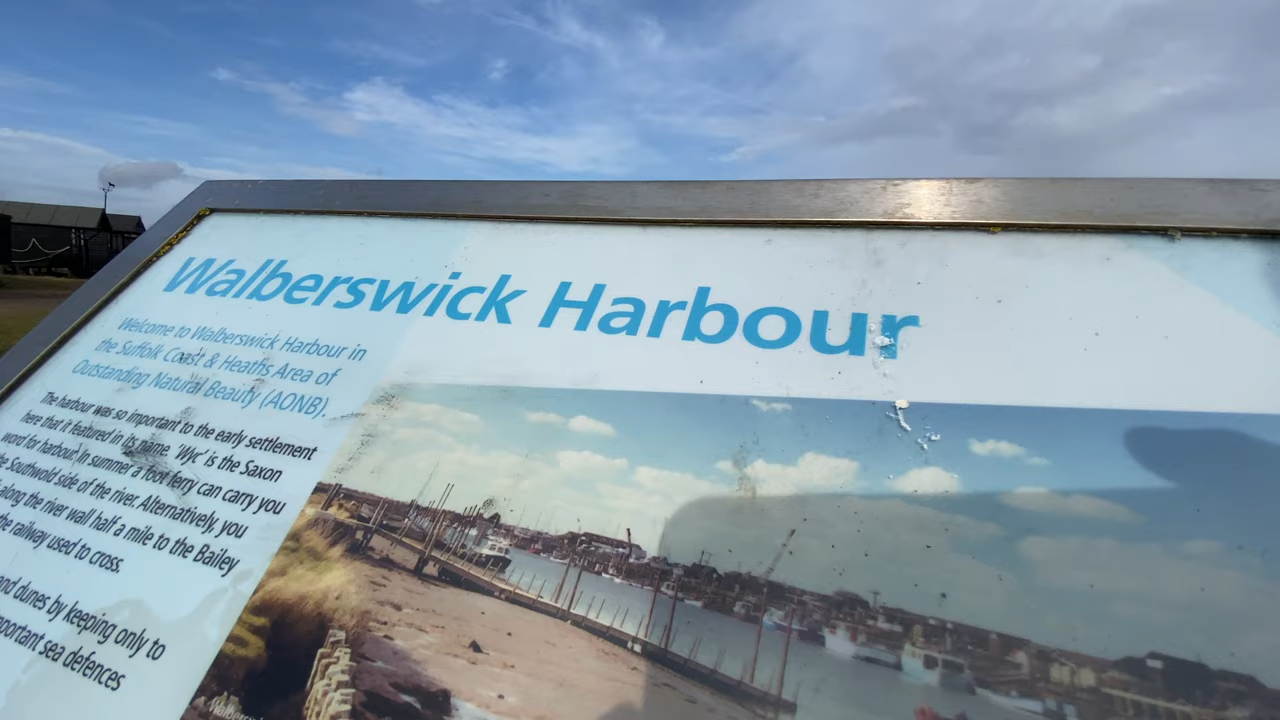 Walberswick Harbour
Welcome to Walberswick Harbour in
the Suffolk Coast & Heaths Area of
Outstanding Natural Beauty (AONB).
The harbour was so important to the early settlement
here that it featured in its name. 'Wyc' is the Saxon
word for harbour. In summer a foot ferry can carry you
the Southwold side of the river. Alternatively, you
along the river wall half a mile to the Bailey
the railway used to cross.
and dunes by keeping only to
important sea defences